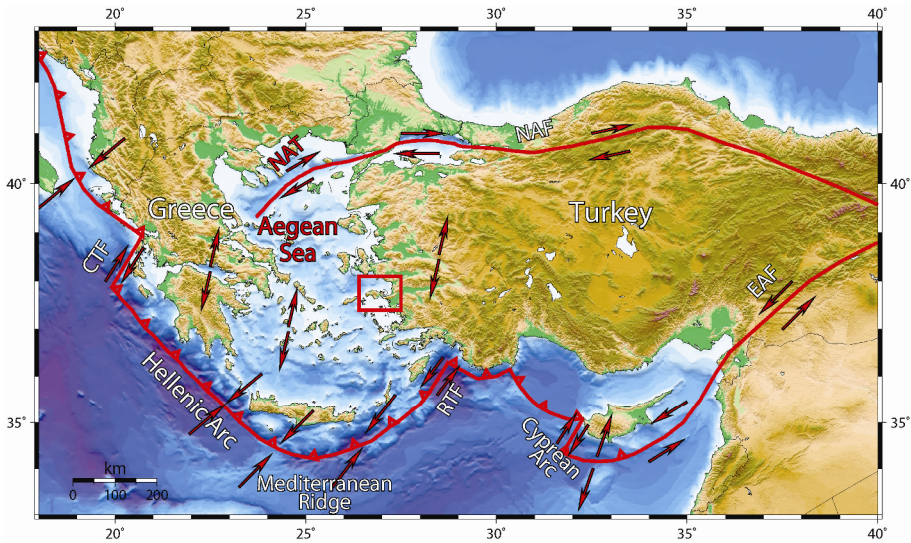 20°
25°
30°
35°
40°
NAF
NAT
40°
40°
Greece
Turkey
Aegean
Sea
CTF
EAF
Hellenic Arc
RTF
35°
35°
Cyprean
Arc
km
0 100 200
Mediterranean
Ridge
20°
25°
30°
35°
40°